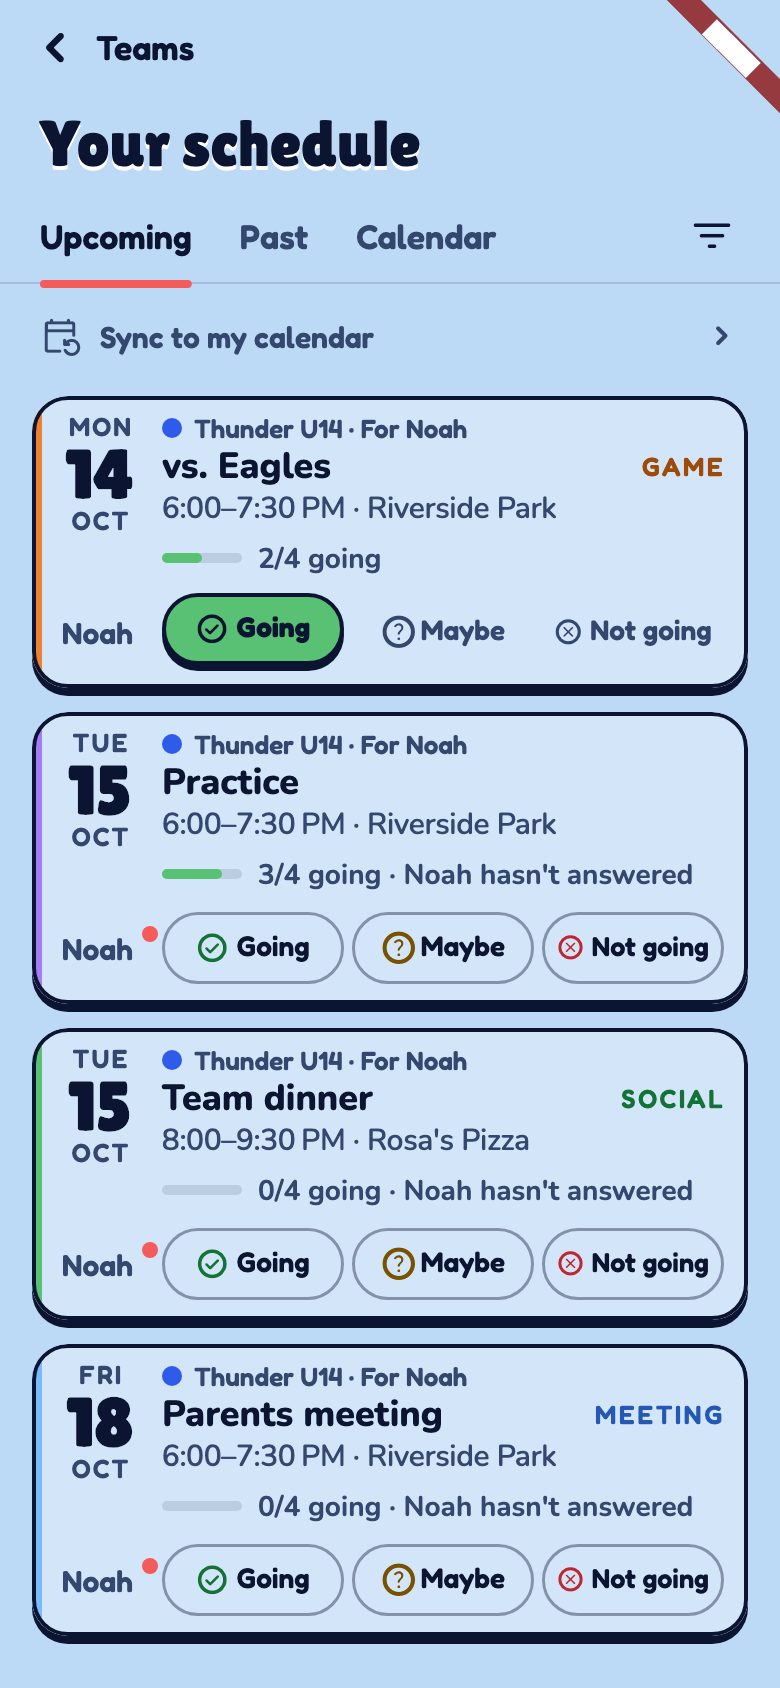 Teams
Your schedule
Upcoming Past Calendar
Sync to my calendar
MON
14
OCT
Thunder U14 · For Noah
vs. Eagles
GAME
6:00–7:30 PM · Riverside Park
2/4 going
Noah
Going
Maybe
Not going
TUE
15
OCT
Thunder U14 · For Noah
Practice
6:00–7:30 PM · Riverside Park
3/4 going · Noah hasn't answered
Noah
Going
Maybe
Not going
TUE
15
OCT
Thunder U14 · For Noah
Team dinner
SOCIAL
8:00–9:30 PM · Rosa's Pizza
0/4 going · Noah hasn't answered
Noah
Going
Maybe
Not going
FRI
18
OCT
Thunder U14 · For Noah
Parents meeting
MEETING
6:00–7:30 PM · Riverside Park
0/4 going · Noah hasn't answered
Noah
Going
Maybe
Not going